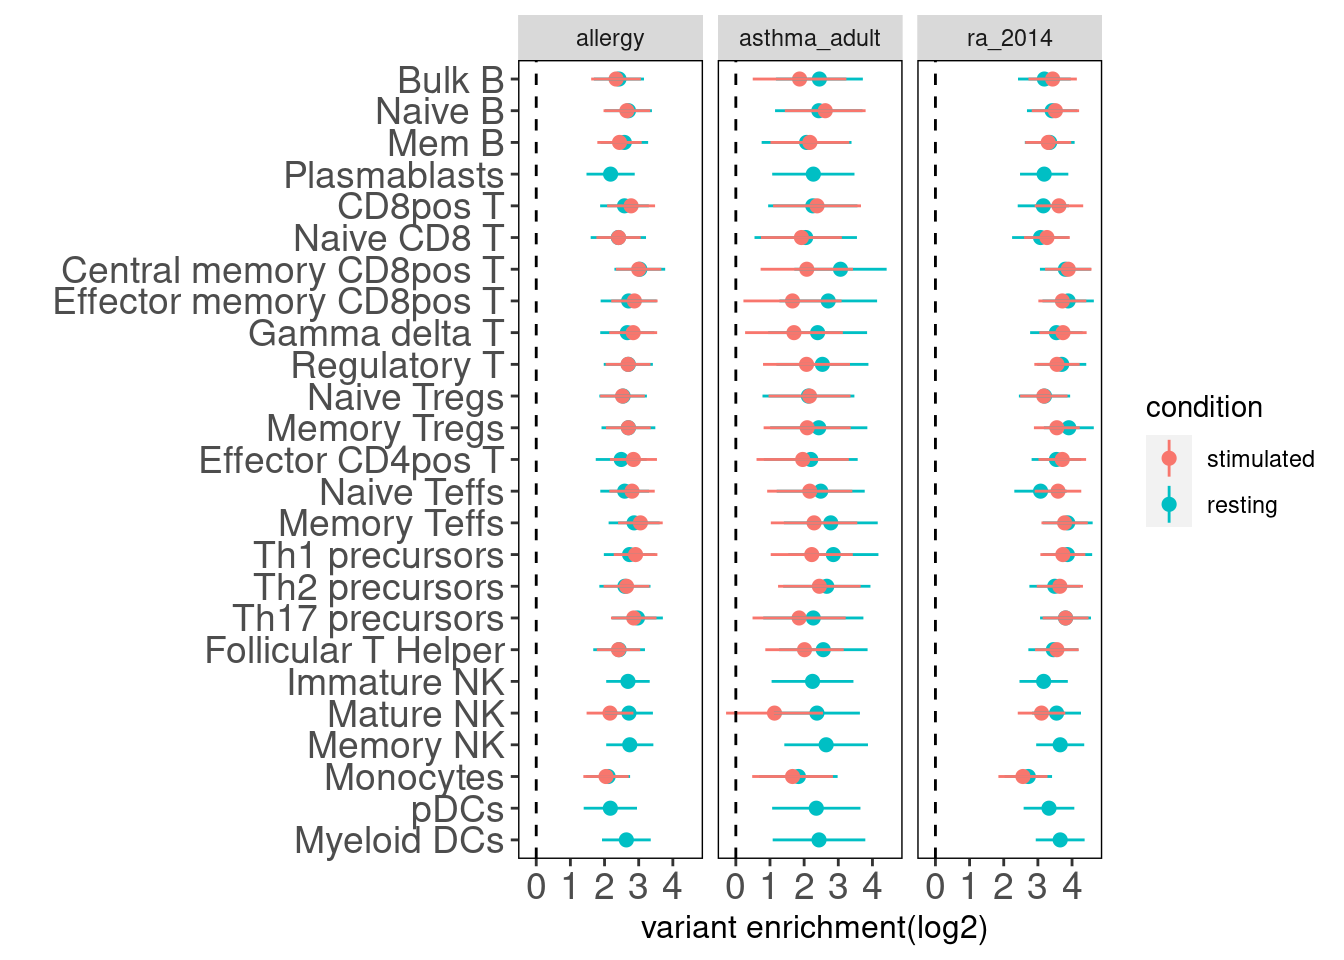 allergy asthma_adult ra_2014
Bulk B
Naive B
Mem B
Plasmablasts
CD8pos T
Naive CD8 T
Central memory CD8pos T
Effector memory CD8pos T
Gamma delta T
Regulatory T
Naive Tregs
Memory Tregs
Effector CD4pos T
Naive Teffs
Memory Teffs
Th1 precursors
Th2 precursors
Th17 precursors
Follicular T Helper
Immature NK
Mature NK
Memory NK
Monocytes
pDCs
Myeloid DCs
0 1 2 3 4 0 1 2 3 4 0 1 2 3 4
variant enrichment(log2)
condition
stimulated
resting